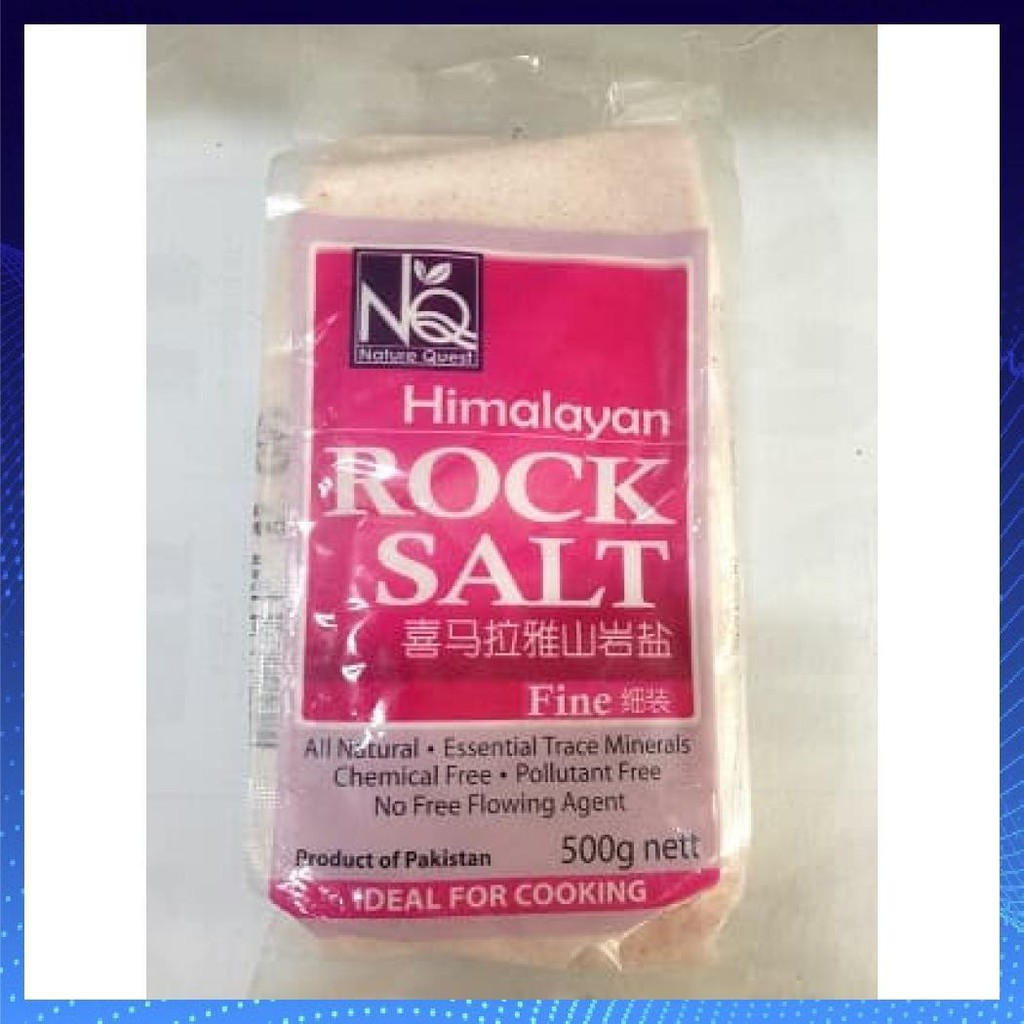 NQ
Nature Quest
Himalayan
ROCK
SALT
喜马拉雅山岩盐
Fine 细装
All Natural • Essential Trace Minerals
Chemical Free • Pollutant Free
No Free Flowing Agent
Product of Pakistan 500g nett
IDEAL FOR COOKING